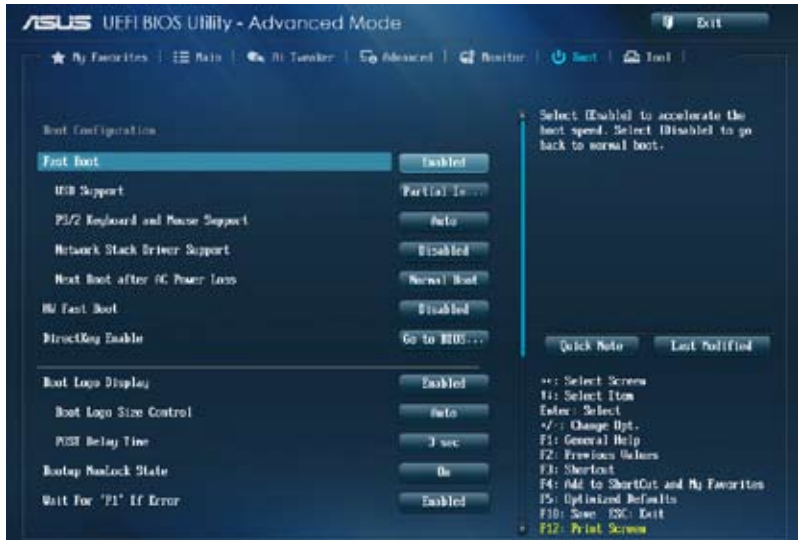 ASUS UEFI BIOS Utility - Advanced Mode
Exit
My Favorites | Main | Ai Tweaker | Advanced | Monitor | Boot | Tool
Boot Configuration
Fast Boot Enabled
USB Support Partial In...
PS/2 Keyboard and Mouse Support Auto
Network Stack Driver Support Disabled
Next Boot after AC Power Loss Normal Boot
HW Fast Boot Disabled
DirectKey Enable Go to BIOS...
Boot Logo Display Enabled
Boot Logo Size Control Auto
POST Delay Time 3 sec
Bootup NumLock State On
Wait For 'F1' If Error Enabled
Select [Enable] to accelerate the
boot speed. Select [Disable] to go
back to normal boot.
Quick Note Last Modified
→←: Select Screen
↑↓: Select Item
Enter: Select
+/-: Change Opt.
F1: General Help
F2: Previous Values
F3: Shortcut
F4: Add to ShortCut and My Favorites
F5: Optimized Defaults
F10: Save ESC: Exit
F12: Print Screen